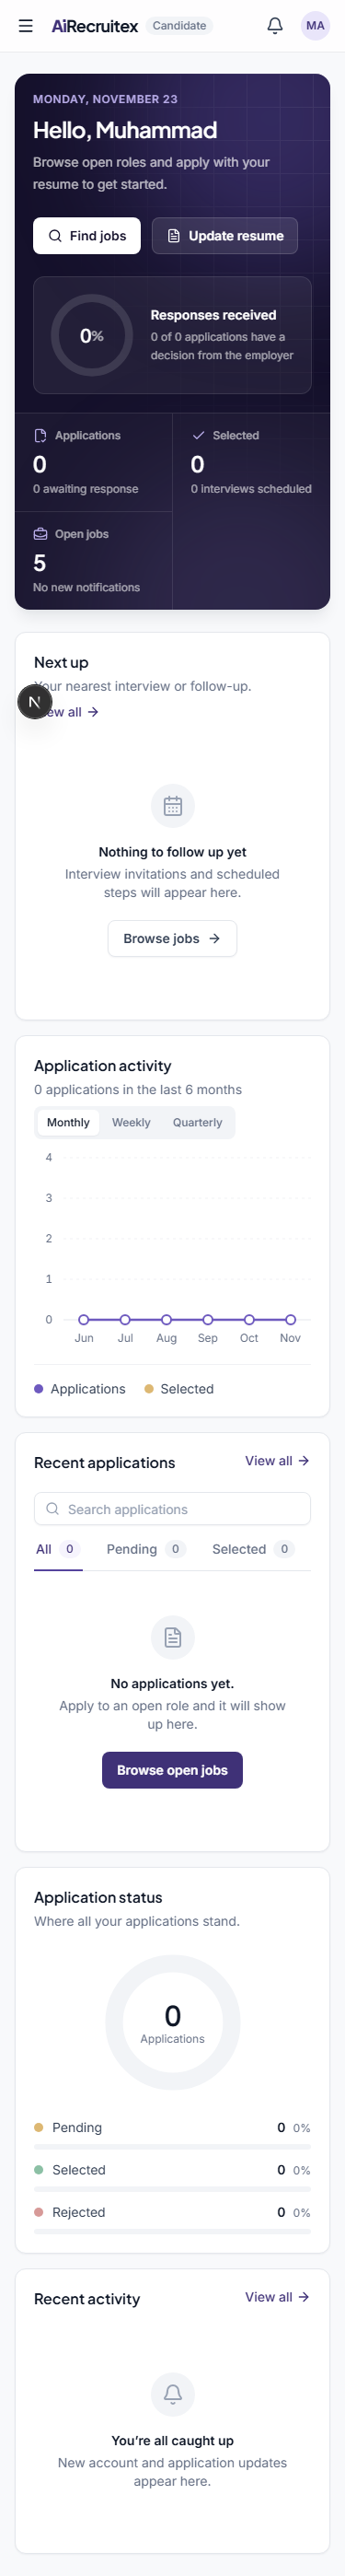 AiRecruitex Candidate MA
MONDAY, NOVEMBER 23
Hello, Muhammad
Browse open roles and apply with your
resume to get started.
Find jobs Update resume
0%
Responses received
0 of 0 applications have a
decision from the employer
Applications
0
0 awaiting response
Selected
0
0 interviews scheduled
Open jobs
5
No new notifications
Next up
Your nearest interview or follow-up.
N
all
Nothing to follow up yet
Interview invitations and scheduled
steps will appear here.
Browse jobs
Application activity
0 applications in the last 6 months
Monthly Weekly Quarterly
4
3
2
1
0
Jun Jul Aug Sep Oct Nov
Applications Selected
Recent applications View all
Search applications
All 0 Pending 0 Selected 0
No applications yet.
Apply to an open role and it will show
up here.
Browse open jobs
Application status
Where all your applications stand.
0
Applications
Pending 0 0%
Selected 0 0%
Rejected 0 0%
Recent activity View all
You're all caught up
New account and application updates
appear here.